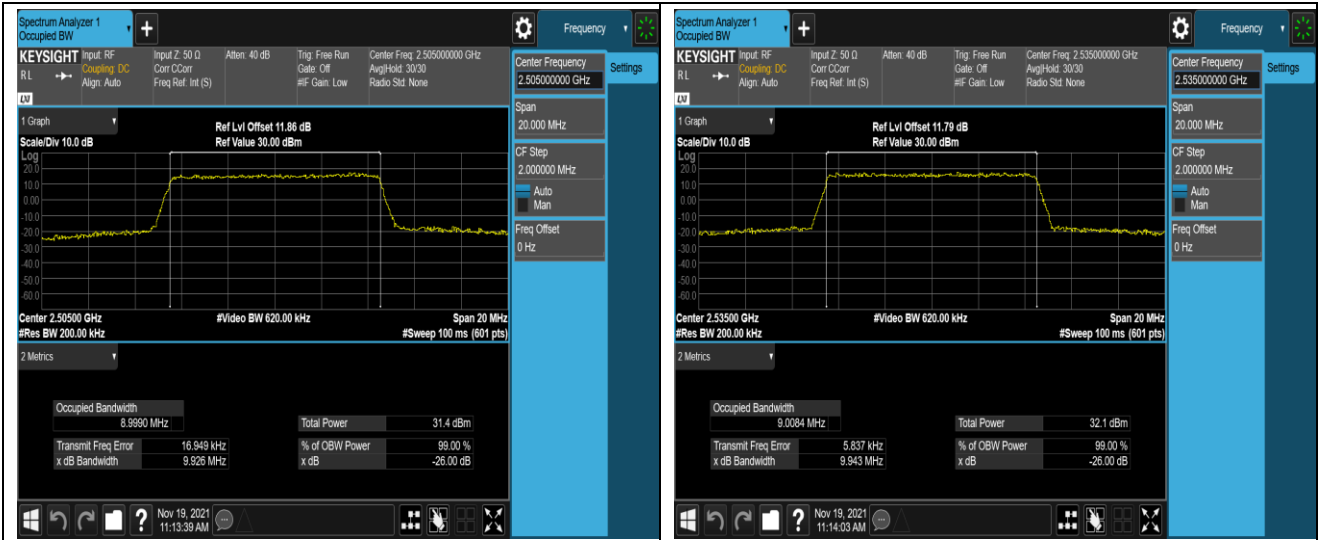 Spectrum Analyzer 1
Occupied BW
+
Frequency
KEYSIGHT Input: RF Input Z: 50 Ω Atten: 40 dB Trig: Free Run Center Freq: 2.505000000 GHz
RL Coupling: DC Corr CCorr Gate: Off Avg|Hold: 30/30
Align: Auto Freq Ref: Int (S) #IF Gain: Low Radio Std: None
LXI
Center Frequency
2.505000000 GHz
Settings
Span
20.000 MHz
CF Step
2.000000 MHz
Auto
Man
Freq Offset
0 Hz
1 Graph
Ref Lvl Offset 11.86 dB
Scale/Div 10.0 dB Ref Value 30.00 dBm
Log
20.0
10.0
0.00
-10.0
-20.0
-30.0
-40.0
-50.0
-60.0
Center 2.50500 GHz #Video BW 620.00 kHz Span 20 MHz
#Res BW 200.00 kHz #Sweep 100 ms (601 pts)
2 Metrics
Occupied Bandwidth
8.9990 MHz Total Power 31.4 dBm
Transmit Freq Error 16.949 kHz % of OBW Power 99.00 %
x dB Bandwidth 9.926 MHz x dB -26.00 dB
? Nov 19, 2021
11:13:39 AM
Spectrum Analyzer 1
Occupied BW
+
Frequency
KEYSIGHT Input: RF Input Z: 50 Ω Atten: 40 dB Trig: Free Run Center Freq: 2.535000000 GHz
RL Coupling: DC Corr CCorr Gate: Off Avg|Hold: 30/30
Align: Auto Freq Ref: Int (S) #IF Gain: Low Radio Std: None
LXI
Center Frequency
2.535000000 GHz
Settings
Span
20.000 MHz
CF Step
2.000000 MHz
Auto
Man
Freq Offset
0 Hz
1 Graph
Ref Lvl Offset 11.79 dB
Scale/Div 10.0 dB Ref Value 30.00 dBm
Log
20.0
10.0
0.00
-10.0
-20.0
-30.0
-40.0
-50.0
-60.0
Center 2.53500 GHz #Video BW 620.00 kHz Span 20 MHz
#Res BW 200.00 kHz #Sweep 100 ms (601 pts)
2 Metrics
Occupied Bandwidth
9.0084 MHz Total Power 32.1 dBm
Transmit Freq Error 5.837 kHz % of OBW Power 99.00 %
x dB Bandwidth 9.943 MHz x dB -26.00 dB
? Nov 19, 2021
11:14:03 AM